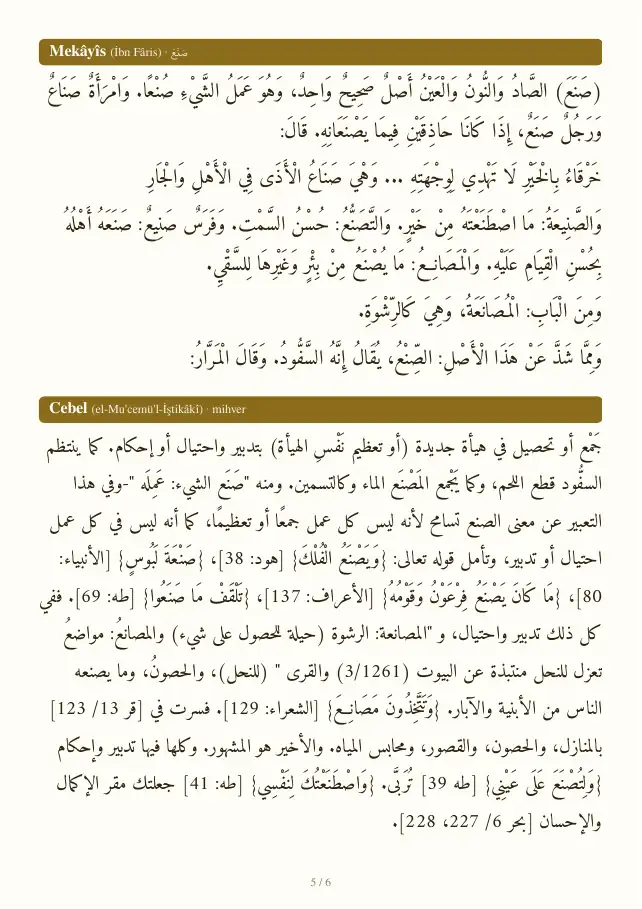 Mekâyîs (İbn Fâris) · صَنَعَ
(صَنَعَ) الصَّادُ وَالنُّونُ وَالْعَيْنُ أَصْلٌ صَحِيحٌ وَاحِدٌ، وَهُوَ عَمَلُ الشَّيْءِ صُنْعًا. وَامْرَأَةٌ صَنَاعٌ
وَرَجُلٌ صَنَعٌ، إِذَا كَانَا حَاذِقَيْنِ فِيمَا يَصْنَعَانِهِ. قَالَ:
خَرْقَاءُ بِالْخَيْرِ لَا تَهْدِي لِوِجْهَتِهِ ... وَهْيَ صَنَاعُ الْأَذَى فِي الْأَهْلِ وَالْجَارِ
وَالصَّنِيعَةُ: مَا اصْطَنَعْتَهُ مِنْ خَيْرٍ. وَالتَّصَنُّعُ: حُسْنُ السَّمْتِ. وَفَرَسٌ صَنِيعٌ: صَنَعَهُ أَهْلُهُ
بِحُسْنِ الْقِيَامِ عَلَيْهِ. وَالْمَصَانِعُ: مَا يُصْنَعُ مِنْ بِئْرٍ وَغَيْرِهَا لِلسَّقْيِ.
وَمِنَ الْبَابِ: الْمُصَانَعَةُ، وَهِيَ كَالرِّشْوَةِ.
وَمِمَّا شَذَّ عَنْ هَذَا الْأَصْلِ: الصِّنْعُ، يُقَالُ إِنَّهُ السَّفُّودُ. وَقَالَ الْمَرَّارُ:
Cebel (el-Mu'cemü'l-İştikâkî) · mihver
جَمْع أو تحصيل في هيأة جديدة (أو تعظيم نَفْسِ الهيأة) بتدبير واحتيال أو إحكام. كما ينتظم
السفُّود قطع اللحم، وكما يَجْمع المَصْنَع الماء وكالتسمين. ومنه "صَنَع الشيء: عَمِلَه "-وفي هذا
التعبير عن معنى الصنع تسامح لأنه ليس كل عمل جمعًا أو تعظيمًا، كما أنه ليس في كل عمل
احتيال أو تدبير، وتأمل قوله تعالى: {وَيَصْنَعُ الْفُلْكَ} [هود: 38]، {صَنْعَةَ لَبُوسٍ} [الأنبياء:
80]، {مَا كَانَ يَصْنَعُ فِرْعَوْنُ وَقَوْمُهُ} [الأعراف: 137]، {تَلْقَفْ مَا صَنَعُوا} [طه: 69]. ففي
كل ذلك تدبير واحتيال، و "المصانعة: الرشوة (حيلة للحصول على شيء) والمصانعُ: مواضعُ
تعزل للنحل منتبذة عن البيوت (3/1261) والقرى " (للنحل)، والحصونُ، وما يصنعه
الناس من الأبنية والآبار. {وَتَتَّخِذُونَ مَصَانِعَ} [الشعراء: 129]. فسرت في [قر 13/ 123]
بالمنازل، والحصون، والقصور، ومحابس المياه. والأخير هو المشهور. وكلها فيها تدبير وإحكام
{وَلِتُصْنَعَ عَلَى عَيْنِي} [طه 39] تُرَبَّى. {وَاصْطَنَعْتُكَ لِنَفْسِي} [طه: 41] جعلتك مقر الإكمال
والإحسان [بحر 6/ 227، 228].
5 / 6